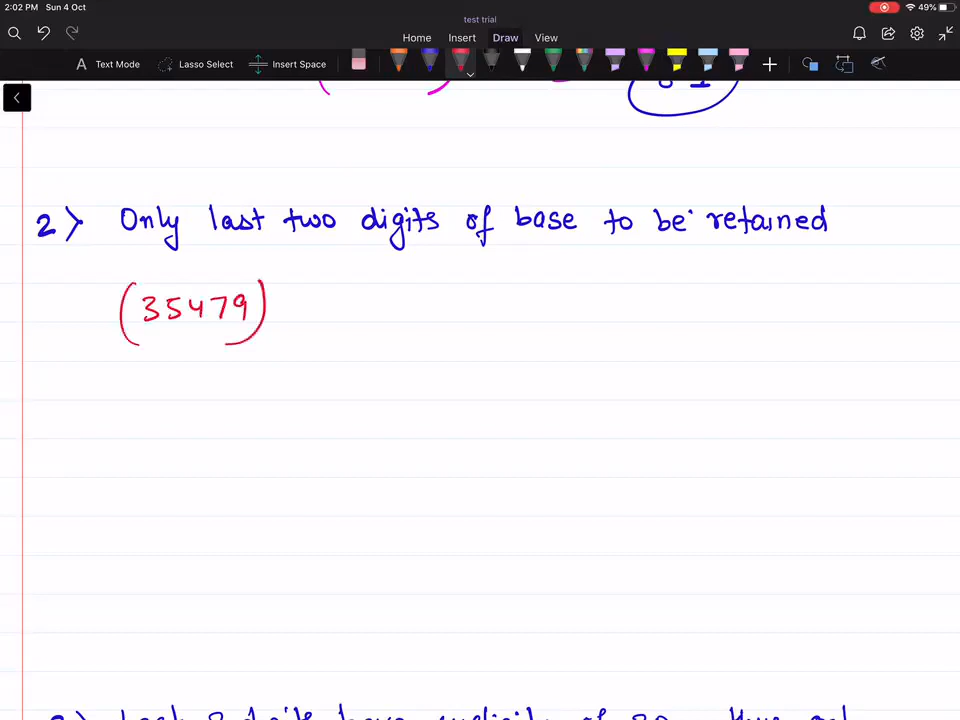 2:02 PM Sun 4 Oct
49%
test trial
Home Insert Draw View
Text Mode Lasso Select Insert Space
2> Only last two digits of base to be retained
(35479)